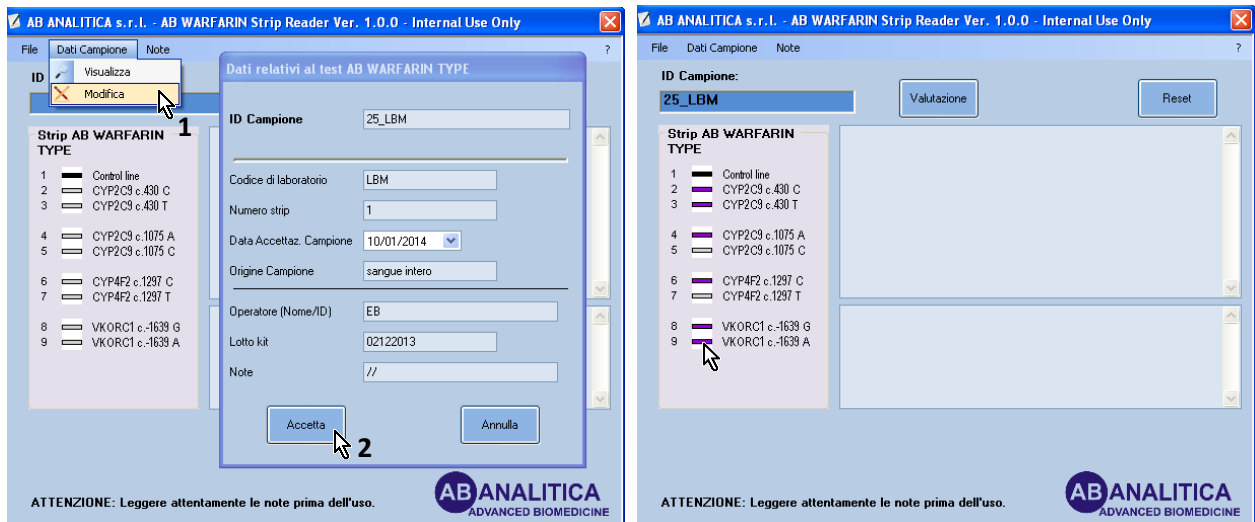 AB ANALITICA s.r.l. - AB WARFARIN Strip Reader Ver. 1.0.0 - Internal Use Only
File Dati Campione Note ?
Visualizza
Modifica
1
ID
Strip AB WARFARIN
TYPE
1 Control line
2 CYP2C9 c.430 C
3 CYP2C9 c.430 T
4 CYP2C9 c.1075 A
5 CYP2C9 c.1075 C
6 CYP4F2 c.1297 C
7 CYP4F2 c.1297 T
8 VKORC1 c.-1639 G
9 VKORC1 c.-1639 A
Dati relativi al test AB WARFARIN TYPE
ID Campione 25_LBM
Codice di laboratorio LBM
Numero strip 1
Data Accettaz. Campione 10/01/2014
Origine Campione sangue intero
Operatore (Nome/ID) EB
Lotto kit 02122013
Note //
Accetta Annulla
2
ATTENZIONE: Leggere attentamente le note prima dell'uso.
AB ANALITICA
ADVANCED BIOMEDICINE
AB ANALITICA s.r.l. - AB WARFARIN Strip Reader Ver. 1.0.0 - Internal Use Only
File Dati Campione Note ?
ID Campione:
25_LBM Valutazione Reset
Strip AB WARFARIN
TYPE
1 Control line
2 CYP2C9 c.430 C
3 CYP2C9 c.430 T
4 CYP2C9 c.1075 A
5 CYP2C9 c.1075 C
6 CYP4F2 c.1297 C
7 CYP4F2 c.1297 T
8 VKORC1 c.-1639 G
9 VKORC1 c.-1639 A
ATTENZIONE: Leggere attentamente le note prima dell'uso.
AB ANALITICA
ADVANCED BIOMEDICINE